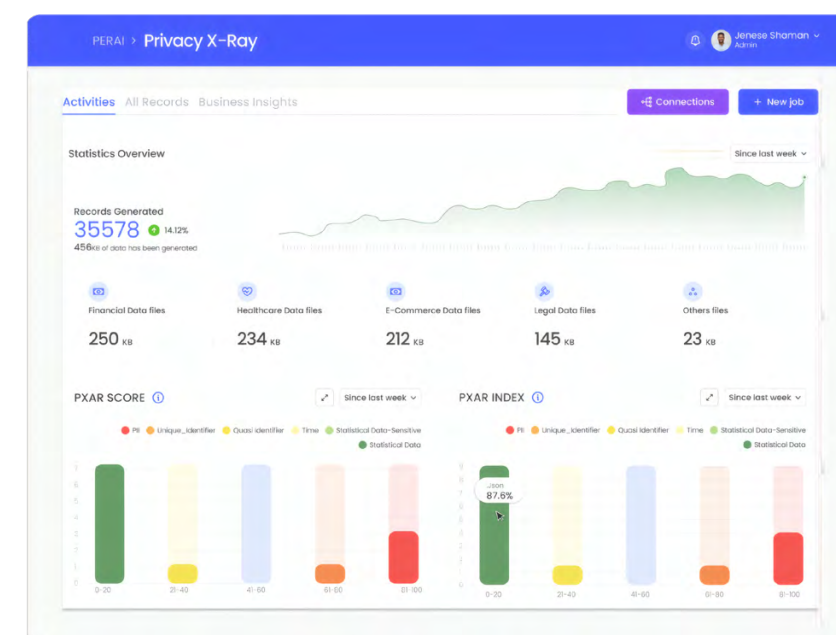 PERAI > Privacy X-Ray
Jenese Shaman
Admin
Activities All Records Business Insights
Connections
+ New job
Statistics Overview
Since last week
Records Generated
35578 14.12%
456KB of data has been generated
Financial Data files
250 KB
Healthcare Data files
234 KB
E-Commerce Data files
212 KB
Legal Data files
145 KB
Others files
23 KB
PXAR SCORE
Since last week
PII Unique_Identifier Quasi Identifier Time Statistical Data-Sensitive
Statistical Data
0-20 21-40 41-60 61-80 81-100
PXAR INDEX
Since last week
PII Unique_Identifier Quasi Identifier Time Statistical Data-Sensitive
Statistical Data
Json
87.6%
0-20 21-40 41-60 61-80 81-100